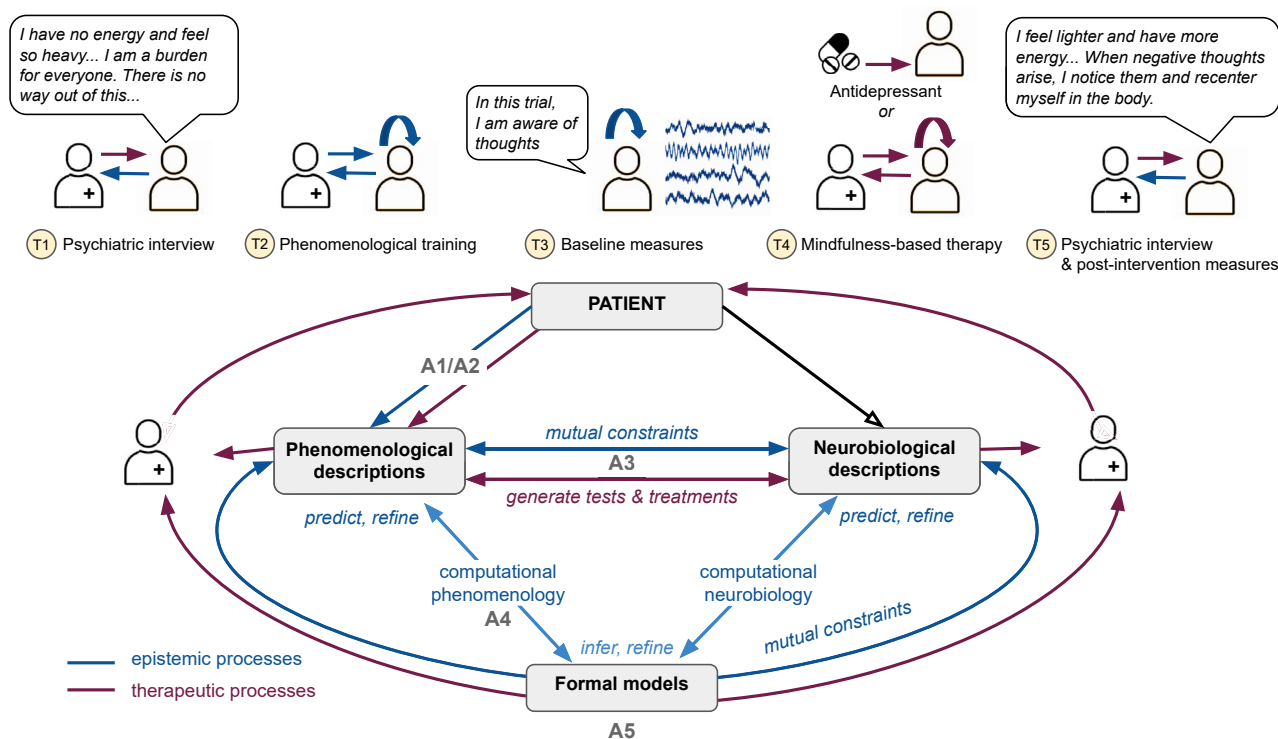 I have no energy and feel
so heavy... I am a burden
for everyone. There is no
way out of this...
In this trial,
I am aware of
thoughts
Antidepressant
or
I feel lighter and have more
energy... When negative thoughts
arise, I notice them and recenter
myself in the body.
T1 Psychiatric interview
T2 Phenomenological training
T3 Baseline measures
T4 Mindfulness-based therapy
T5 Psychiatric interview
& post-intervention measures
PATIENT
A1/A2
Phenomenological
descriptions
mutual constraints
A3
generate tests & treatments
Neurobiological
descriptions
predict, refine
predict, refine
computational
phenomenology
A4
computational
neurobiology
mutual constraints
infer, refine
Formal models
A5
epistemic processes
therapeutic processes